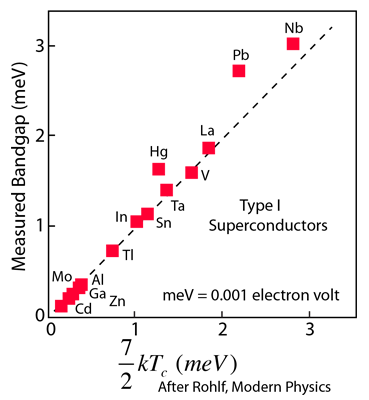 Nb
3
Pb
Measured Bandgap (meV)
2
La
Hg
V
Ta
Type I
Superconductors
In
Sn
1
Tl
Mo
Al
Ga
Zn
meV = 0.001 electron volt
Cd
0
0
1
2
3
7/2 kT_c (meV)
After Rohlf, Modern Physics